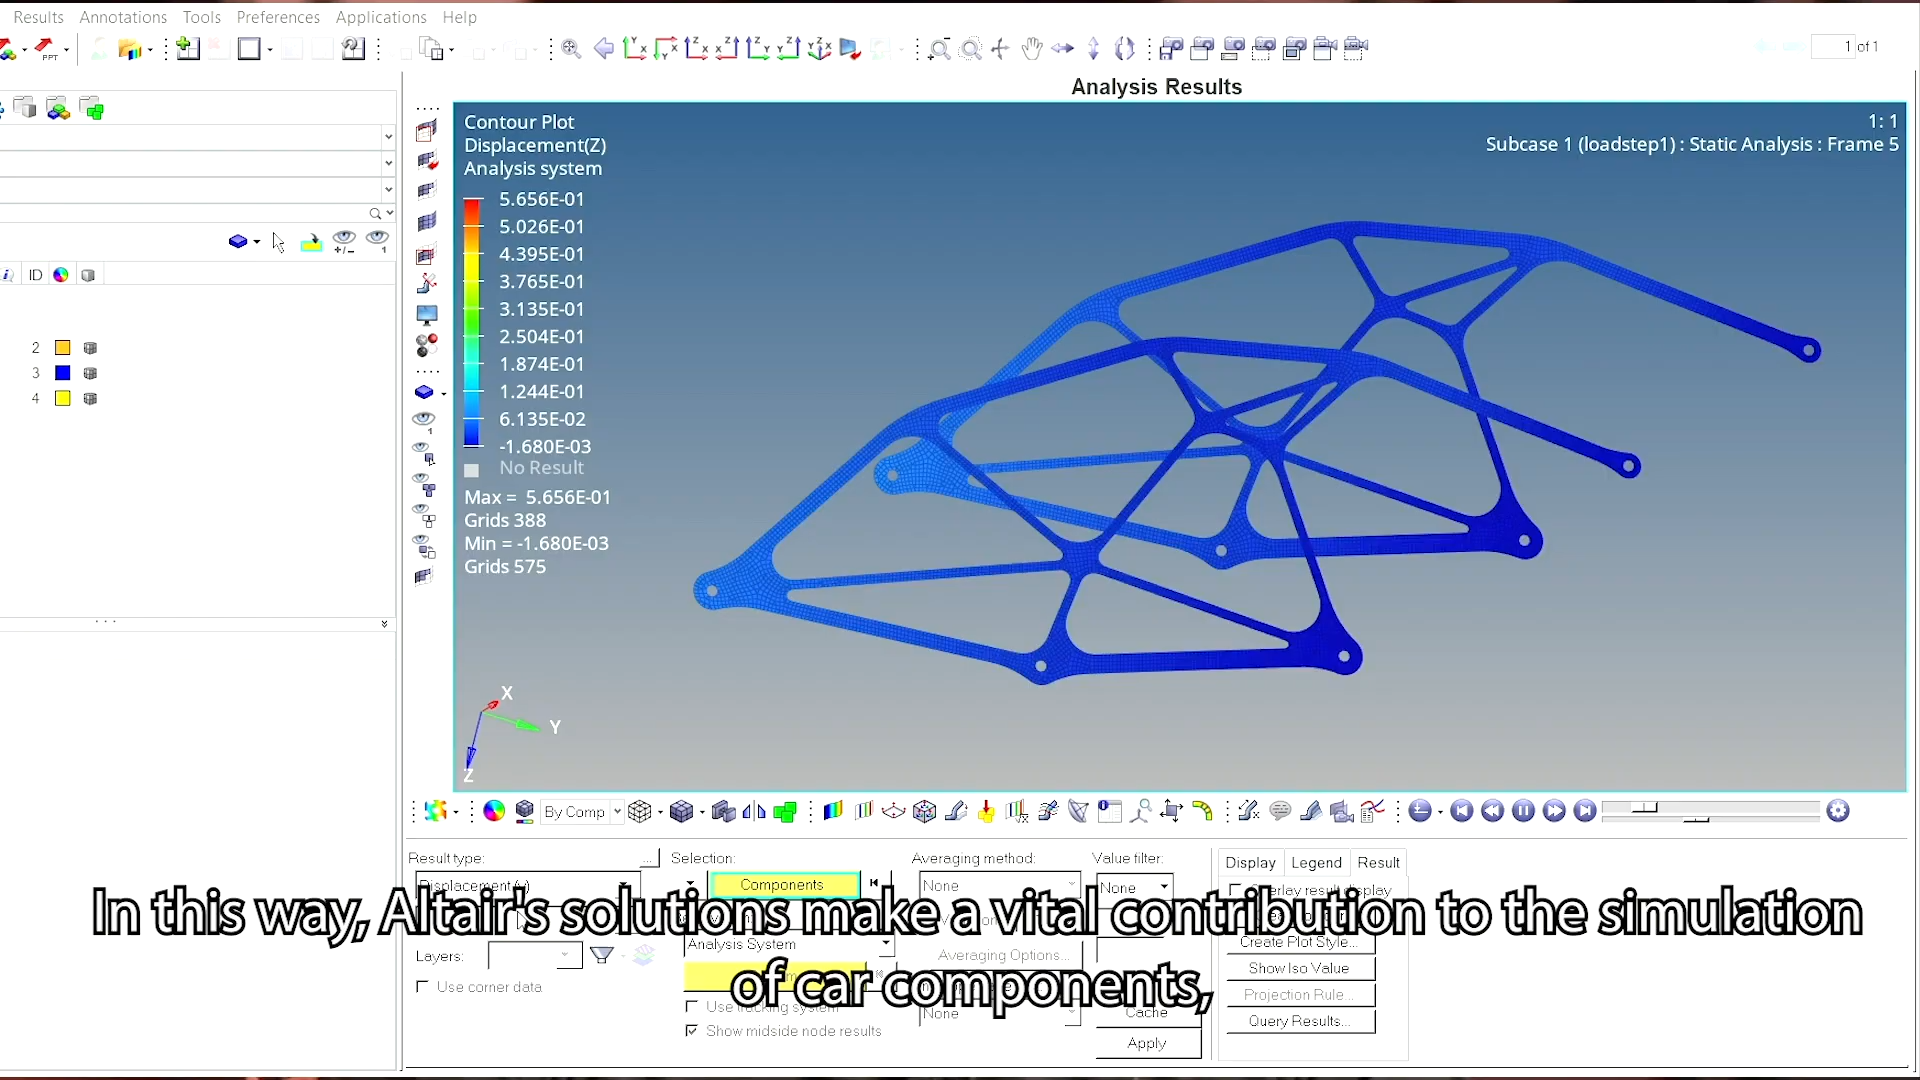 Results Annotations Tools Preferences Applications Help
PPT
1 of 1
Analysis Results
Contour Plot
Displacement(Z)
Analysis system
1: 1
Subcase 1 (loadstep1) : Static Analysis : Frame 5
5.656E-01
5.026E-01
4.395E-01
3.765E-01
3.135E-01
2.504E-01
1.874E-01
1.244E-01
6.135E-02
-1.680E-03
No Result
Max = 5.656E-01
Grids 388
Min = -1.680E-03
Grids 575
ID
2
3
4
X
Y
Z
By Comp
Result type:
Selection:
Averaging method:
Value filter:
Display Legend Result
Components
None
None
In this way, Altair's solutions make a vital contribution to the simulation
of car components,
Analysis System
Create Plot Style...
Layers:
Averaging Options...
Show Iso Value
Use corner data
Projection Rule...
Use tracking system
None
Cache
Query Results...
Show midside node results
Apply